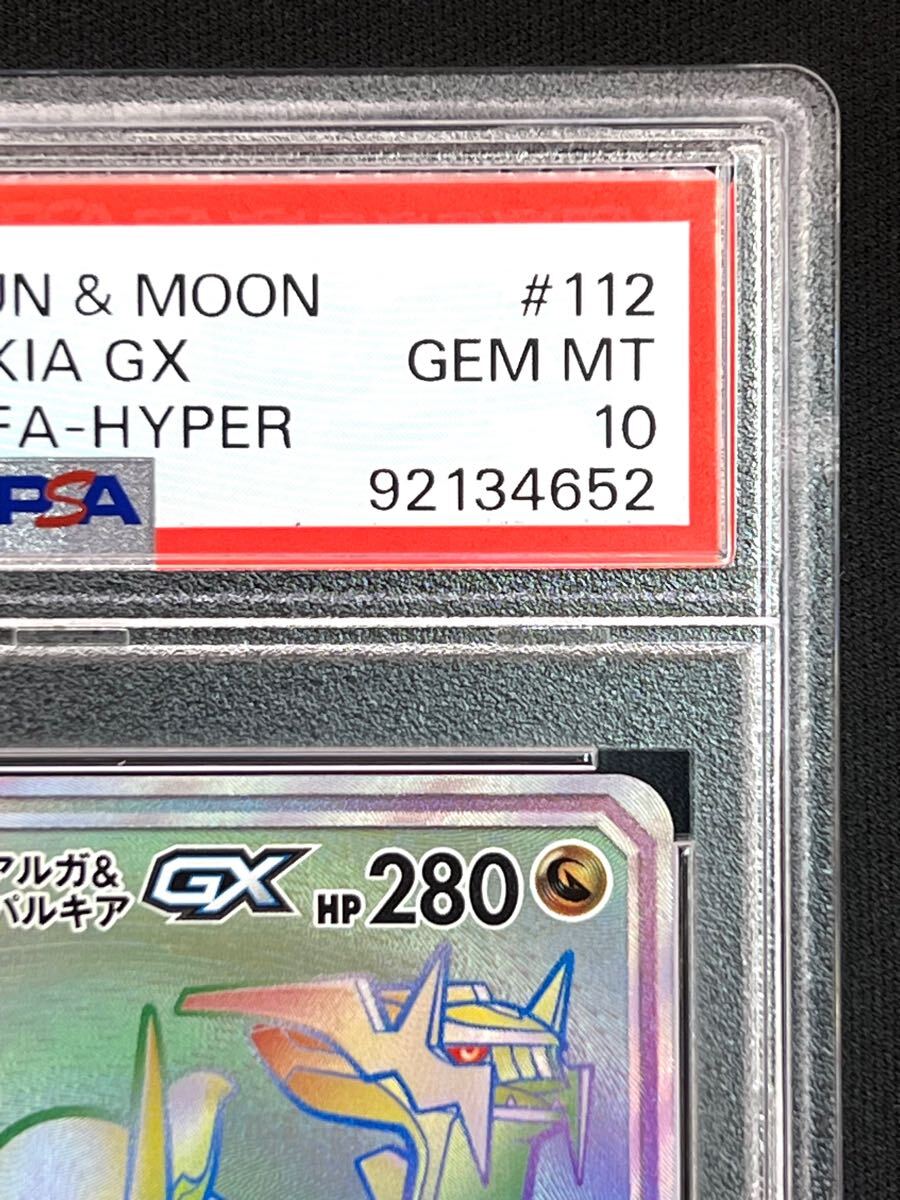 UN & MOON #112
KIA GX GEM MT
FA-HYPER 10
PSA 92134652
アルガ&
パルキア GX HP 280